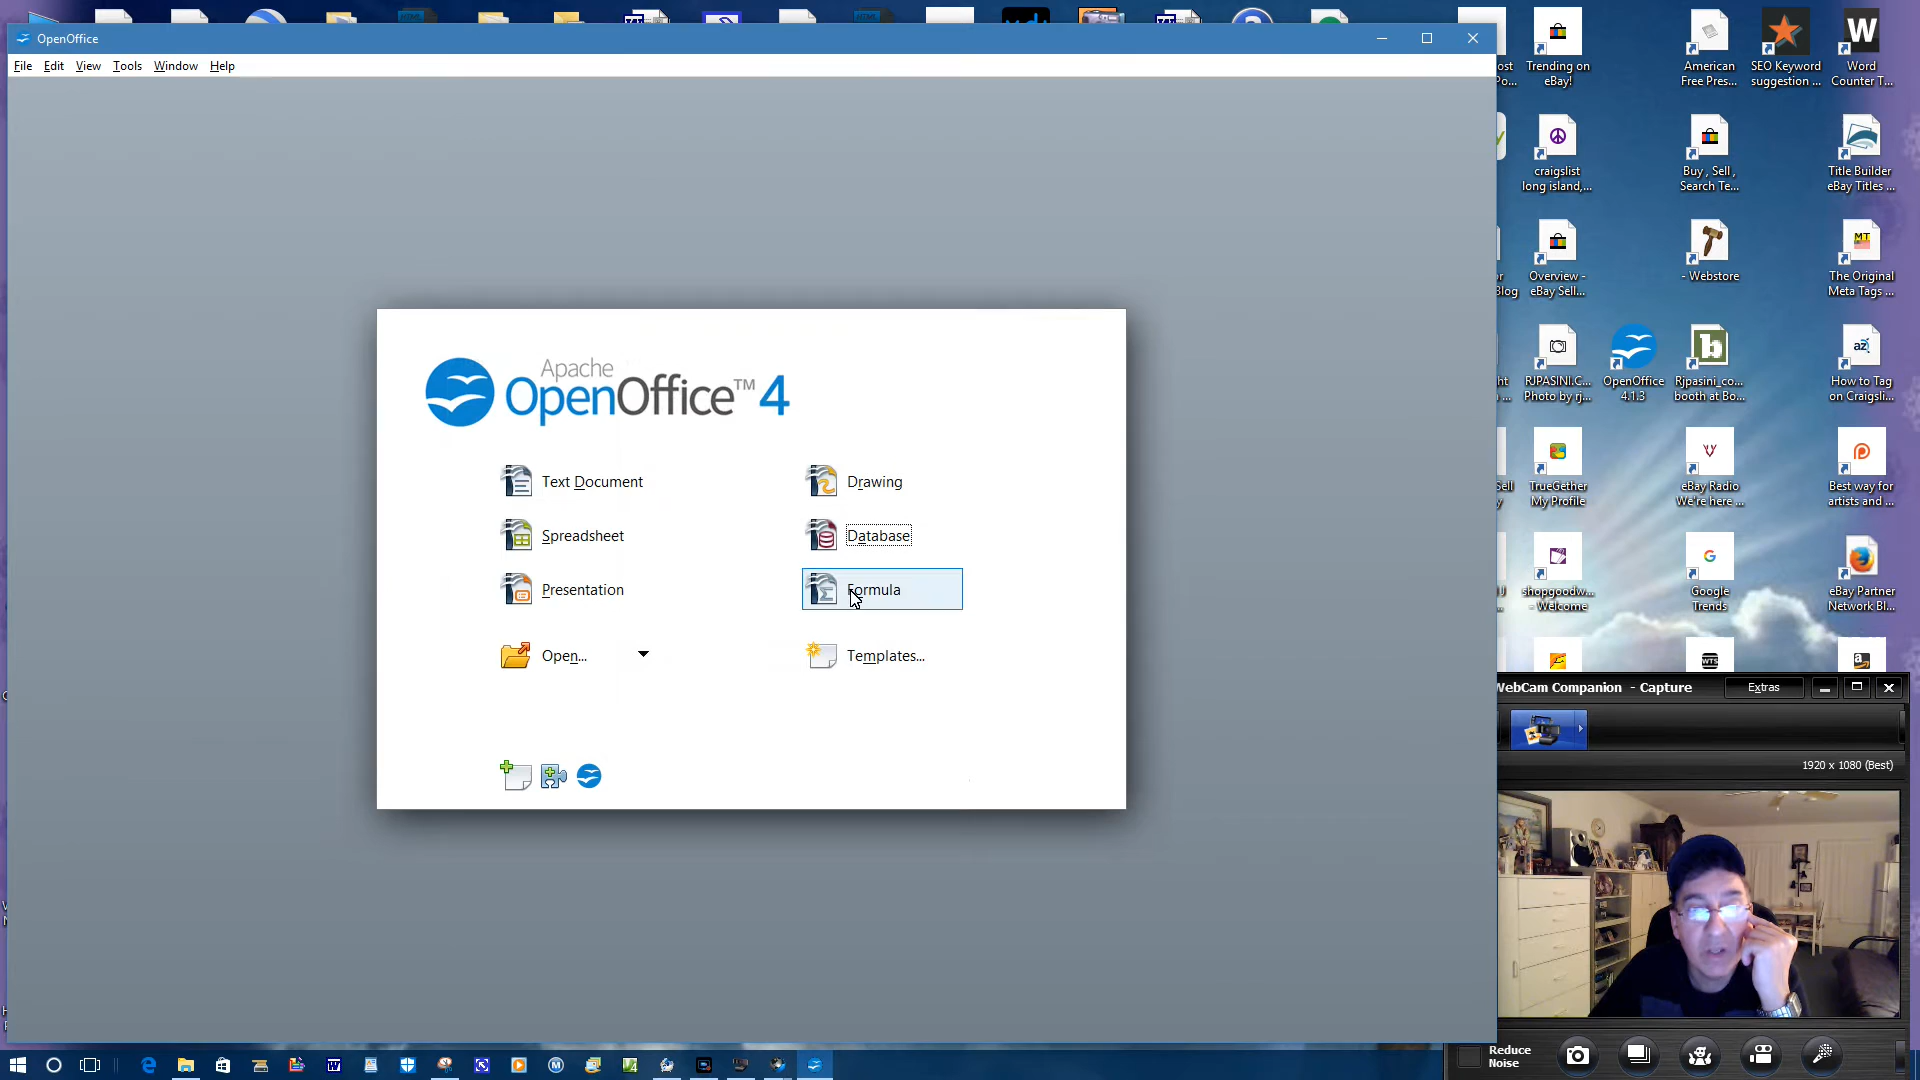 OpenOffice
File Edit View Tools Window Help
Apache
OpenOffice™ 4
Text Document
Drawing
Spreadsheet
Database
Presentation
Formula
Open...
Templates...
Trending on
eBay!
American
Free Pres...
SEO Keyword
suggestion ...
W
Word
Counter T...
craigslist
long island,...
Buy , Sell ,
Search Te...
Title Builder
eBay Titles ...
Overview -
eBay Sell...
- Webstore
MT
The Original
Meta Tags ...
RJPASINI.C...
Photo by rj...
OpenOffice
4.1.3
b
Rjpasini_co...
booth at Bo...
How to Tag
on Craigsli...
TrueGether
My Profile
eBay Radio
We're here ...
Best way for
artists and ...
shopgoodw...
- Welcome
G
Google
Trends
eBay Partner
Network Bl...
WTS
a
WebCam Companion - Capture
Extras
1920 x 1080 (Best)
Reduce
Noise